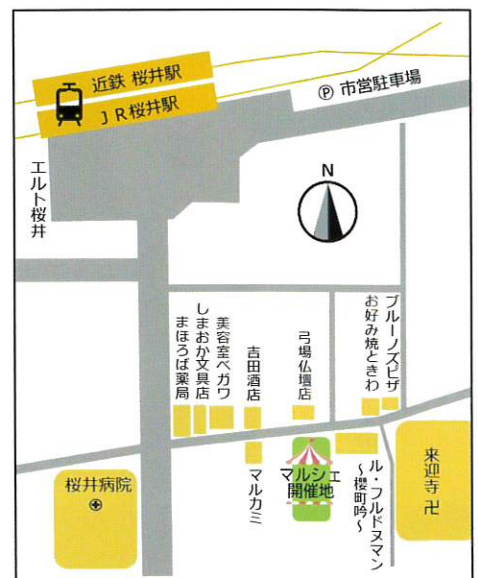 近鉄 桜井駅
JR桜井駅
Ⓟ 市営駐車場
エルト桜井
N
まほろば薬局
しまおか文具店
美容室ベガワ
吉田酒店
弓場仏壇店
お好み焼ときわ
ブルーノズピザ
桜井病院
マルカミ
マルシェ
開催地
ル・フルドヌマン
～櫻町吟～
来迎寺 卍